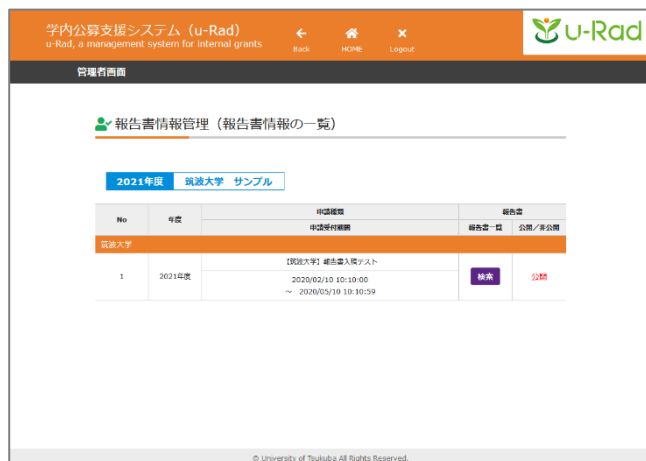 学内公募支援システム（u-Rad）
u-Rad, a management system for internal grants
Back HOME Logout
u-Rad
管理者画面
報告書情報管理（報告書情報の一覧）
2021年度 筑波大学 サンプル
No 年度 申請種類 報告書
申請受付期間 報告書一覧 公開／非公開
筑波大学
【筑波大学】報告書入稿テスト
1 2021年度 2020/02/10 10:10:00 検索 公開
～ 2020/05/10 10:10:59
© University of Tsukuba All Rights Reserved.